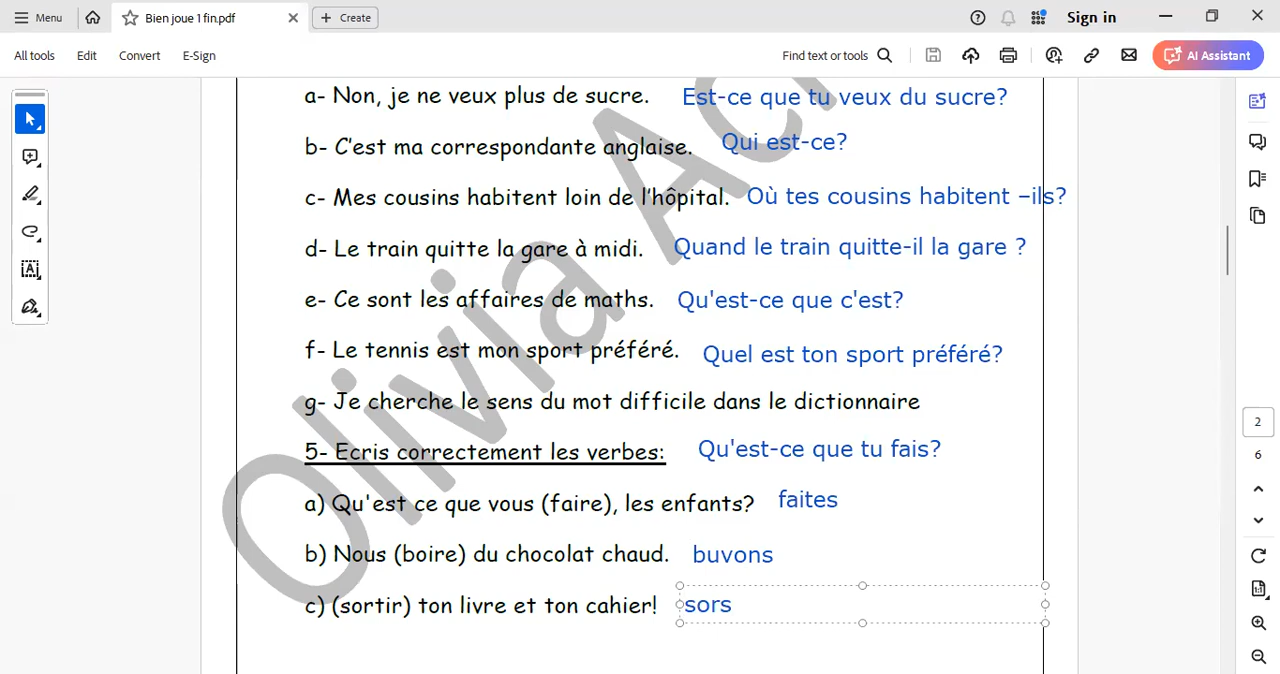 Menu Bien joue 1 fin.pdf Create Sign in
All tools Edit Convert E-Sign Find text or tools AI Assistant
a- Non, je ne veux plus de sucre. Est-ce que tu veux du sucre?
b- C'est ma correspondante anglaise. Qui est-ce?
c- Mes cousins habitent loin de l'hôpital. Où tes cousins habitent –ils?
d- Le train quitte la gare à midi. Quand le train quitte-il la gare ?
e- Ce sont les affaires de maths. Qu'est-ce que c'est?
f- Le tennis est mon sport préféré. Quel est ton sport préféré?
g- Je cherche le sens du mot difficile dans le dictionnaire
5- Ecris correctement les verbes: Qu'est-ce que tu fais?
a) Qu'est ce que vous (faire), les enfants? faites
b) Nous (boire) du chocolat chaud. buvons
c) (sortir) ton livre et ton cahier! sors
Olivia
2
6